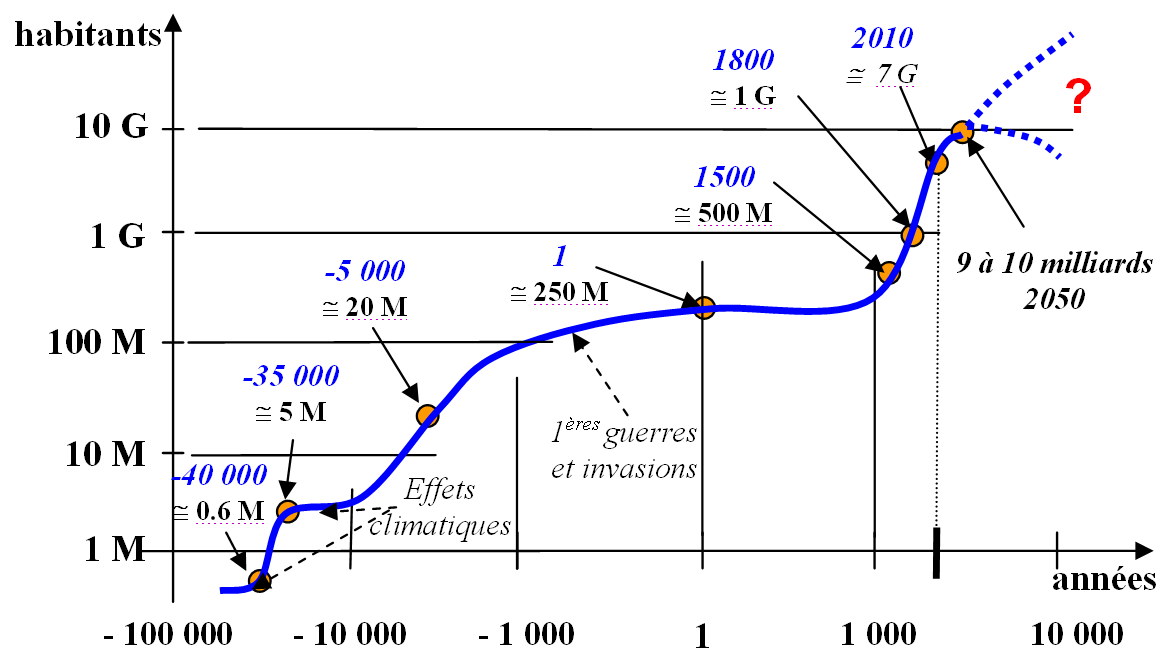 habitants
2010
≅ 7 G
1800
≅ 1 G
?
10 G
1500
≅ 500 M
1 G
9 à 10 milliards
2050
-5 000
≅ 20 M
1
≅ 250 M
100 M
-35 000
≅ 5 M
1ères guerres
et invasions
10 M
-40 000
≅ 0.6 M
Effets
climatiques
1 M
années
- 100 000
- 10 000
- 1 000
1
1 000
10 000